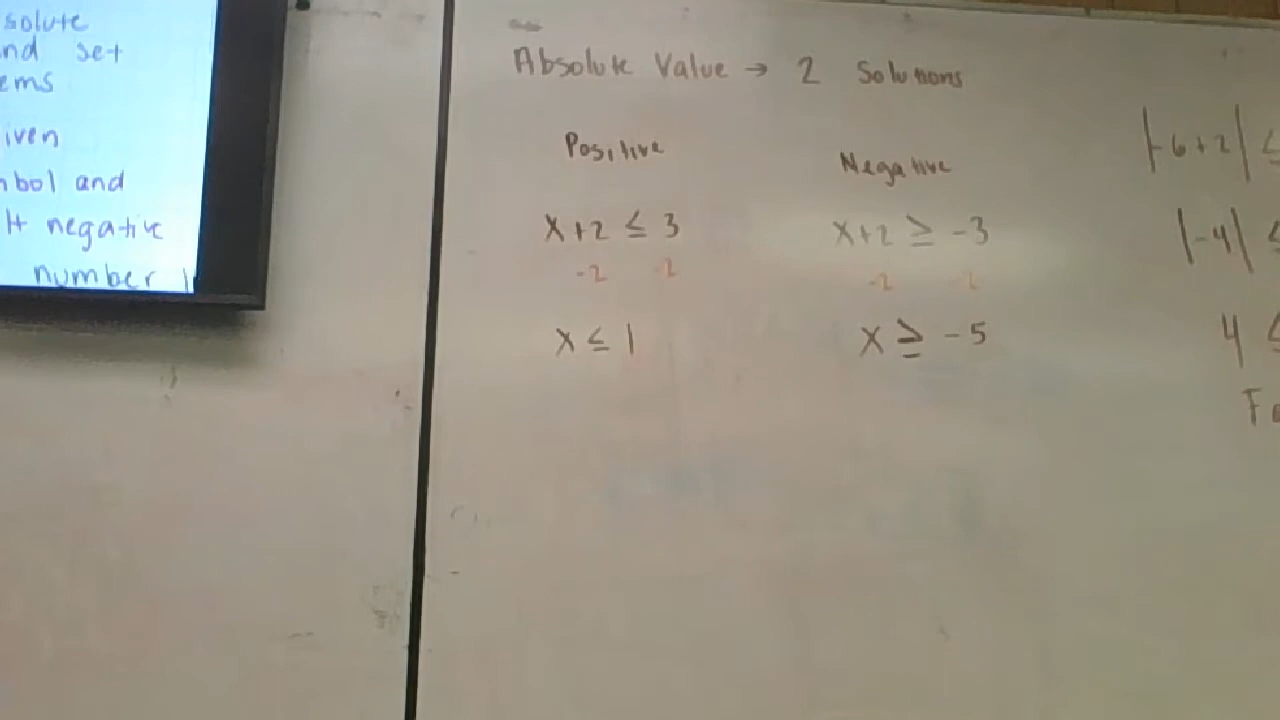 solute
nd set
ems
iven
bol and
negative
number
Absolute Value → 2 Solutions
Positive
x+2 ≤ 3
-2 -2
x ≤ 1
Negative
x+2 ≥ -3
-2 -2
x ≥ -5
|-6+2| ≤
|-4| ≤
4 ≤